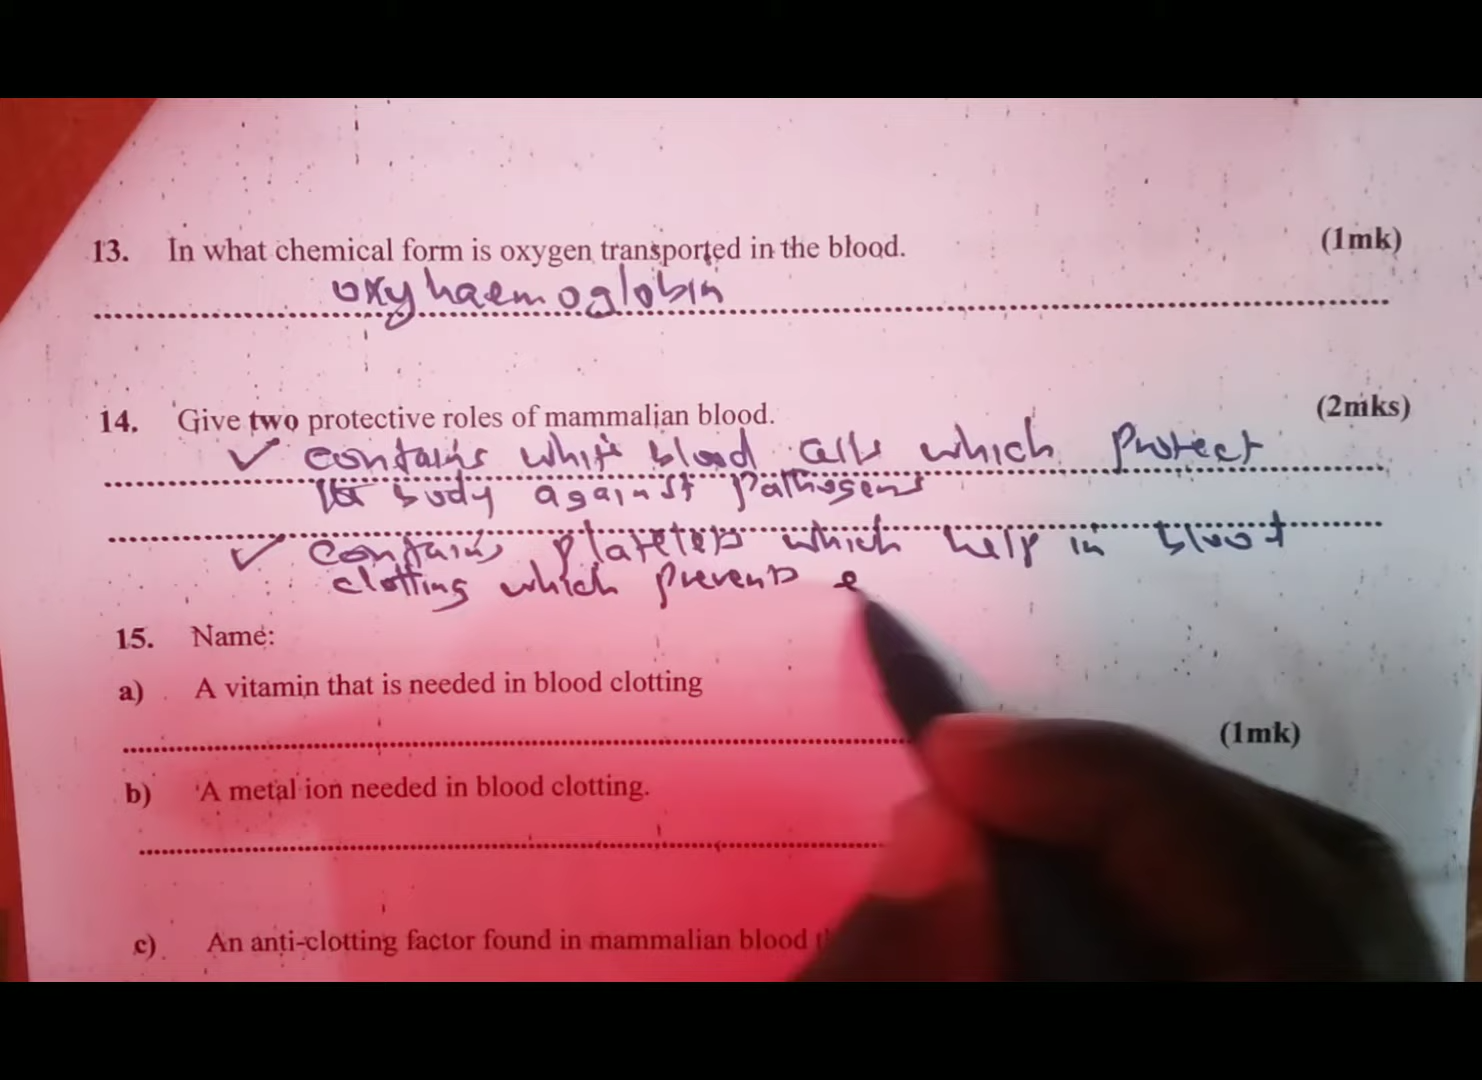 13. In what chemical form is oxygen transported in the blood. (1mk)
oxyhaemoglobin
14. Give two protective roles of mammalian blood. (2mks)
✓ contains white blood cells which protect
body against pathogens
✓ contains platelets which help in blood
clotting which prevents e
15. Name:
a) A vitamin that is needed in blood clotting
(1mk)
b) A metal ion needed in blood clotting.
c) An anti-clotting factor found in mammalian blood